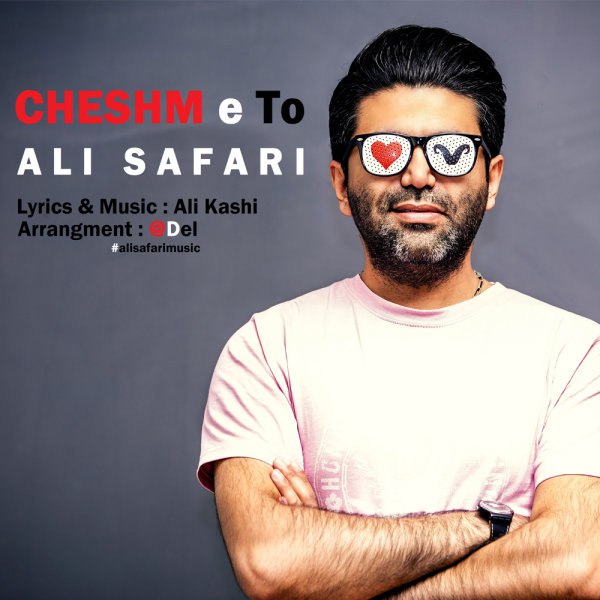 CHESHM e To
ALI SAFARI
Lyrics & Music : Ali Kashi
Arrangment : @Del
#alisafarimusic